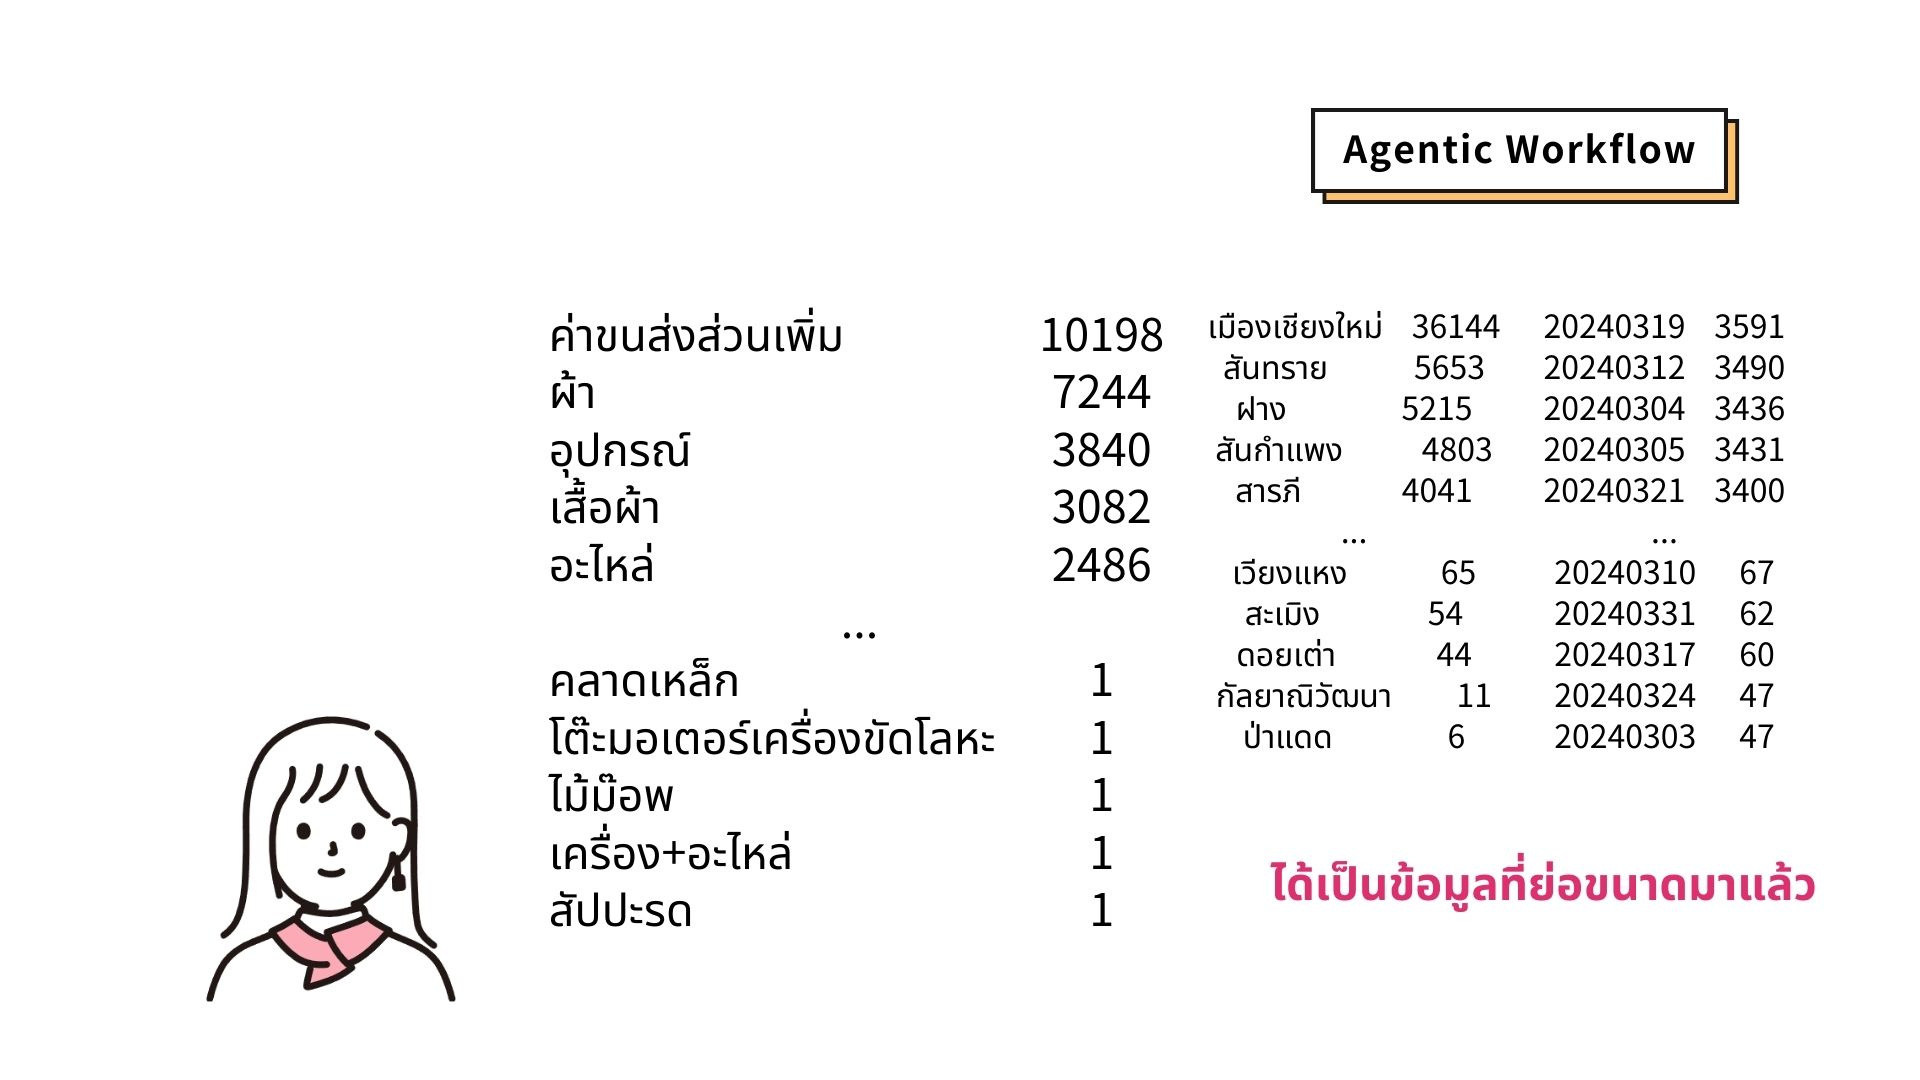 Agentic Workflow
ค่าขนส่งส่วนเพิ่ม 10198
ผ้า 7244
อุปกรณ์ 3840
เสื้อผ้า 3082
อะไหล่ 2486
...
คลาดเหล็ก 1
โต๊ะมอเตอร์เครื่องขัดโลหะ 1
ไม้ม๊อพ 1
เครื่อง+อะไหล่ 1
สัปปะรด 1
เมืองเชียงใหม่ 36144
สันทราย 5653
ฝาง 5215
สันกำแพง 4803
สารภี 4041
...
เวียงแหง 65
สะเมิง 54
ดอยเต่า 44
กัลยาณิวัฒนา 11
ป่าแดด 6
20240319 3591
20240312 3490
20240304 3436
20240305 3431
20240321 3400
...
20240310 67
20240331 62
20240317 60
20240324 47
20240303 47
ได้เป็นข้อมูลที่ย่อขนาดมาแล้ว